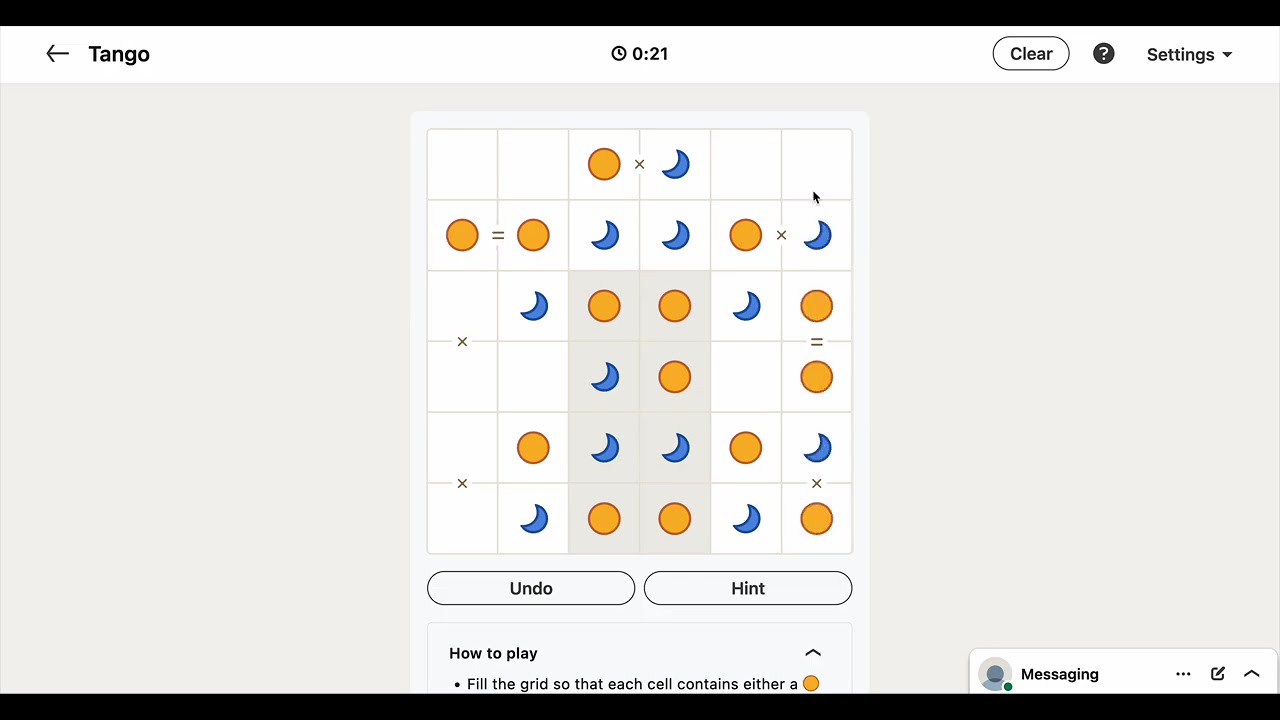 Tango
0:21
Clear
?
Settings
×
= ×
× =
× ×
Undo
Hint
How to play
• Fill the grid so that each cell contains either a
Messaging